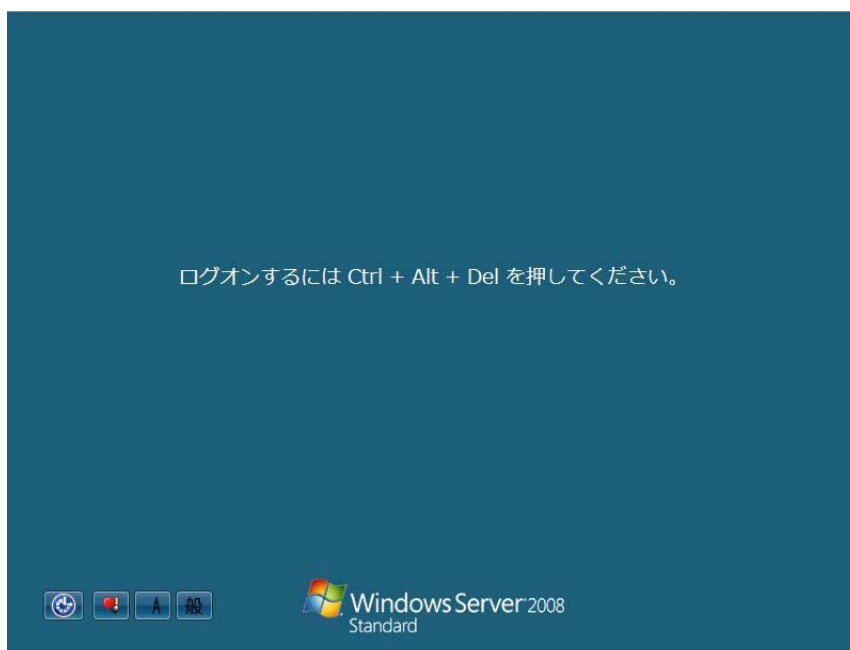 ログオンするには Ctrl + Alt + Del を押してください。
A 般
Windows Server 2008
Standard